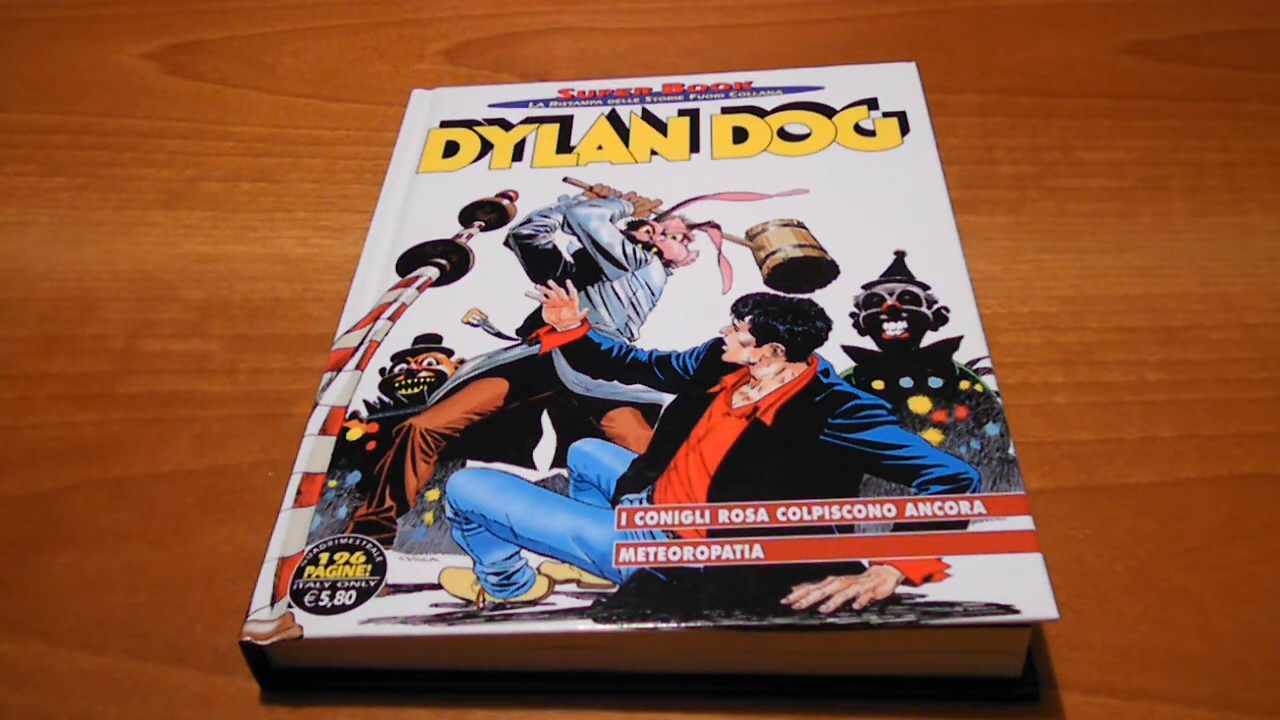 SUPER BOOK
LA RISTAMPA DELLE STORIE FUORI COLLANA
DYLAN DOG
I CONIGLI ROSA COLPISCONO ANCORA
METEOROPATIA
QUADRIMESTRALE
196
PAGINE!
ITALY ONLY
€5,80